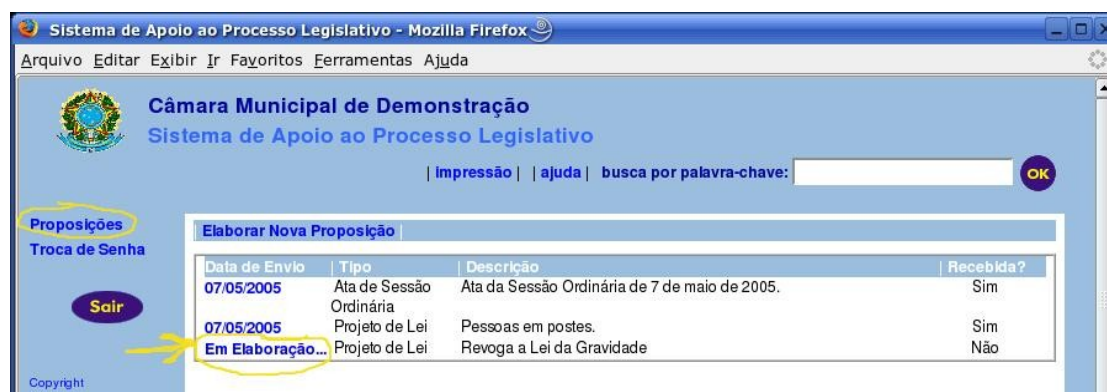 Sistema de Apoio ao Processo Legislativo - Mozilla Firefox
Arquivo Editar Exibir Ir Favoritos Ferramentas Ajuda
Câmara Municipal de Demonstração
Sistema de Apoio ao Processo Legislativo
| impressão | | ajuda | busca por palavra-chave: OK
Proposições
Troca de Senha
Sair
| Elaborar Nova Proposição |
Data de Envio | Tipo | Descrição | Recebida?
07/05/2005 Ata de Sessão Ordinária de 7 de maio de 2005. Sim
Ordinária
07/05/2005 Projeto de Lei Pessoas em postes. Sim
Em Elaboração... Projeto de Lei Revoga a Lei da Gravidade Não
Copyright